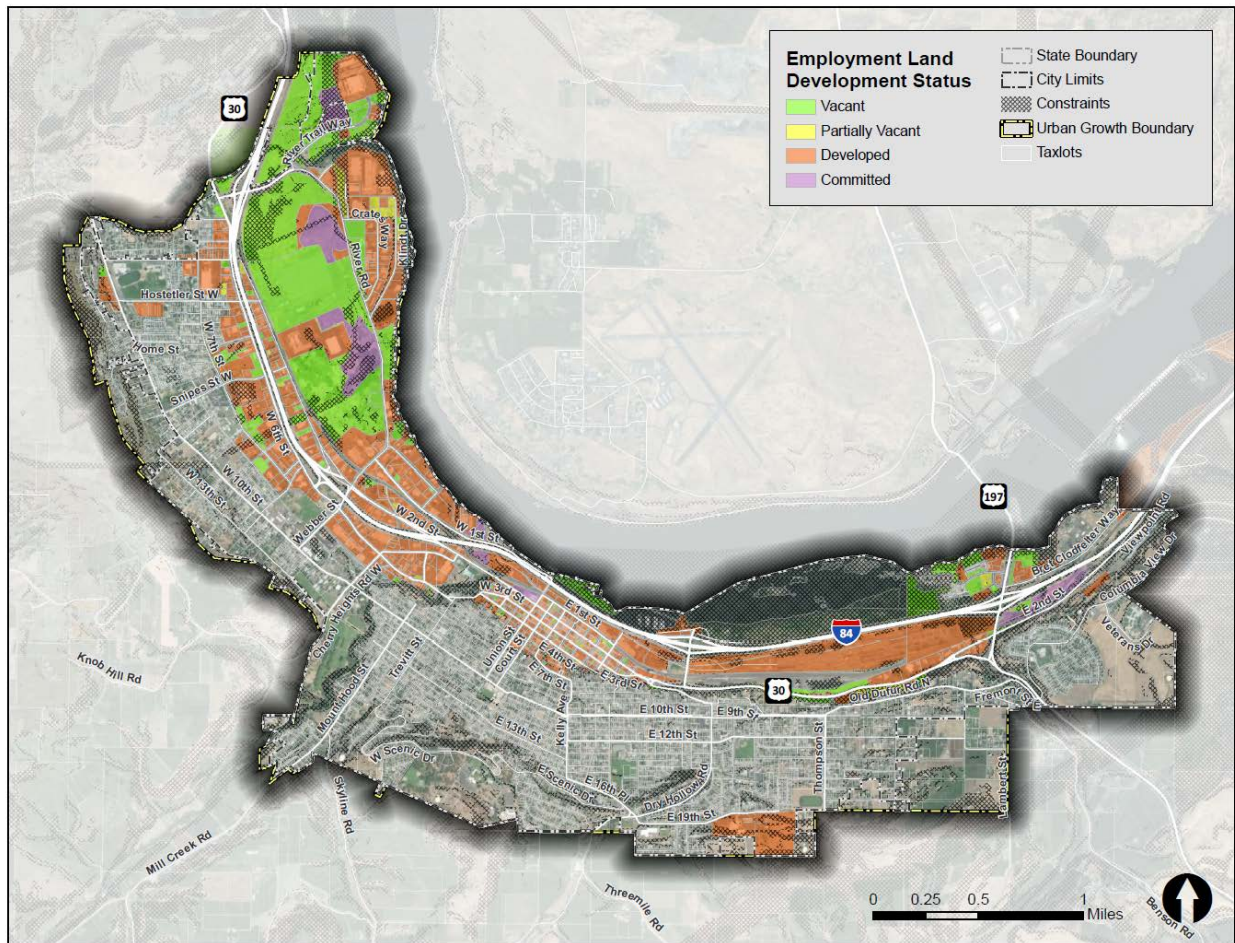 Employment Land
Development Status
Vacant
Partially Vacant
Developed
Committed
State Boundary
City Limits
Constraints
Urban Growth Boundary
Taxlots
30
River Trail Way
Crates Way
Klindt Dr
River Rd
Hostetler St W
W 7th St
Home St
Snipes St W
W 6th St
W 10th St
W 13th St
Webber St
W 2nd St
W 1st St
197
Bret Clodfelter Way
Viewpoint Rd
Columbia View Dr
E 2nd St
Veterans Dr
Cherry Heights Rd W
W 3rd St
E 1st St
84
Union St
Court St
E 4th St
E 3rd St
30
Old Dufur Rd N
Fremont St E
Knob Hill Rd
Mount Hood St
Trevitt St
E 7th St
Kelly Ave
E 10th St
E 9th St
E 12th St
E 13th St
Thompson St
W Scenic Dr
E Scenic Dr
E 16th Pl
Dry Hollow Rd
E 19th St
Lambert St
Skyline Rd
Mill Creek Rd
Threemile Rd
Benson Rd
0 0.25 0.5 1
Miles